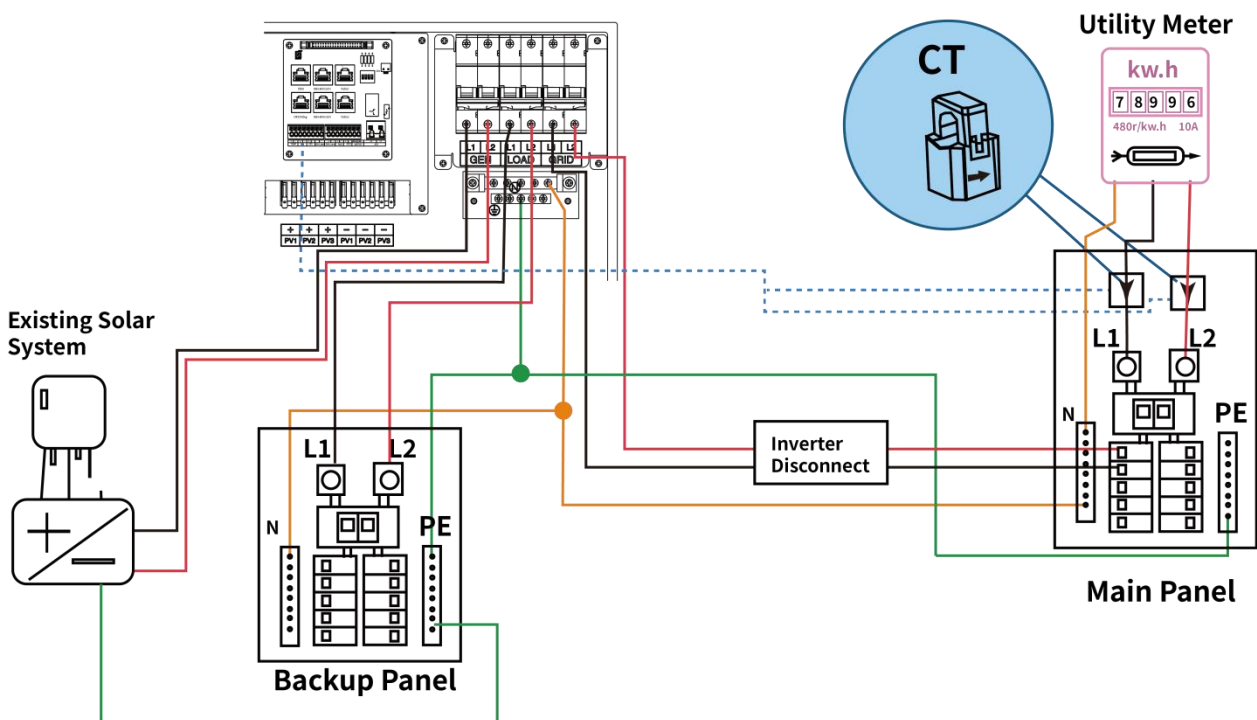 Utility Meter
CT
kw.h
7 8 9 9 6
480r/kw.h 10A
L1 L2 L1 L2 L1 L2
GEN LOAD GRID
N
+ + + − − −
PV1 PV2 PV3 PV1 PV2 PV3
Existing Solar
System
L1 L2
N
PE
Inverter
Disconnect
L1 L2
N
PE
Main Panel
Backup Panel